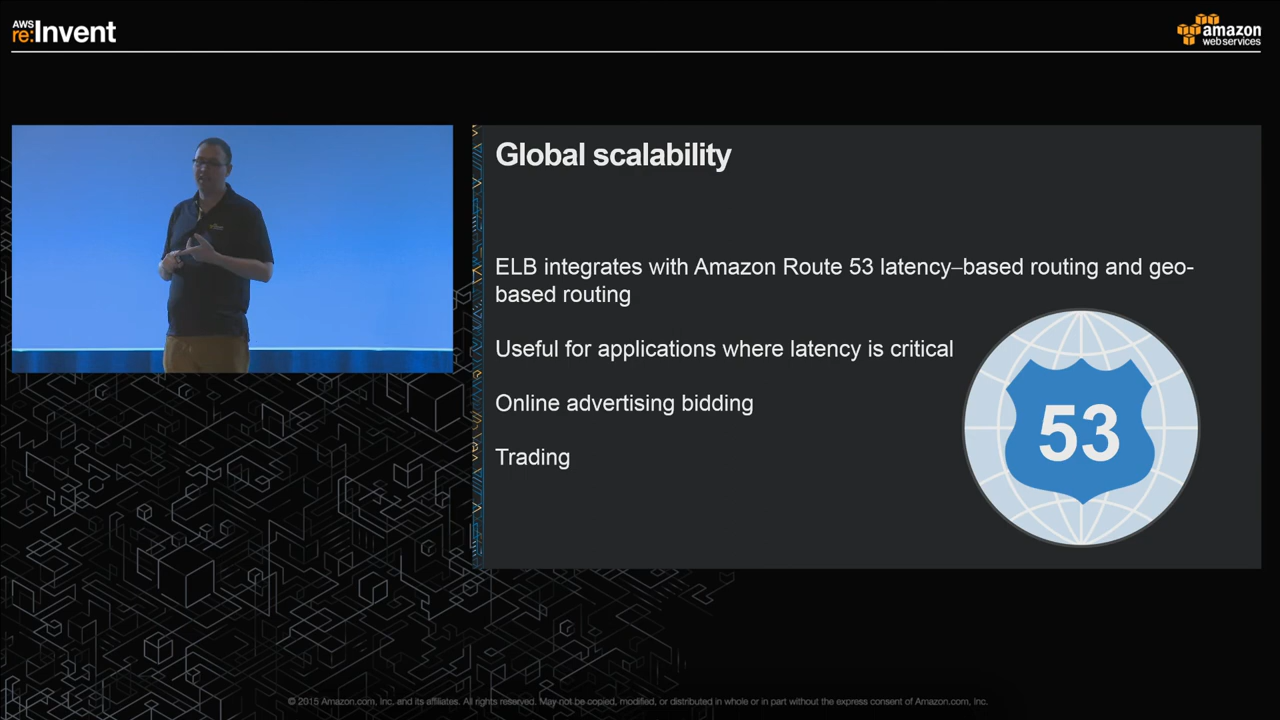 AWS
re:Invent
amazon
web services
Global scalability
ELB integrates with Amazon Route 53 latency–based routing and geo-
based routing
Useful for applications where latency is critical
Online advertising bidding
Trading
53
© 2015 Amazon.com, Inc. and its affiliates. All rights reserved. May not be copied, modified, or distributed in whole or in part without the express consent of Amazon.com, Inc.